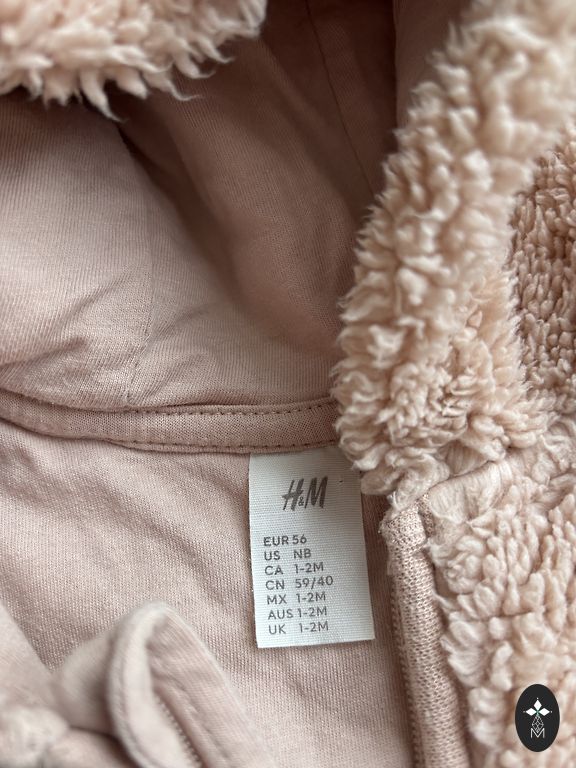 H&M
EUR 56
US NB
CA 1-2M
CN 59/40
MX 1-2M
AUS 1-2M
UK 1-2M
M